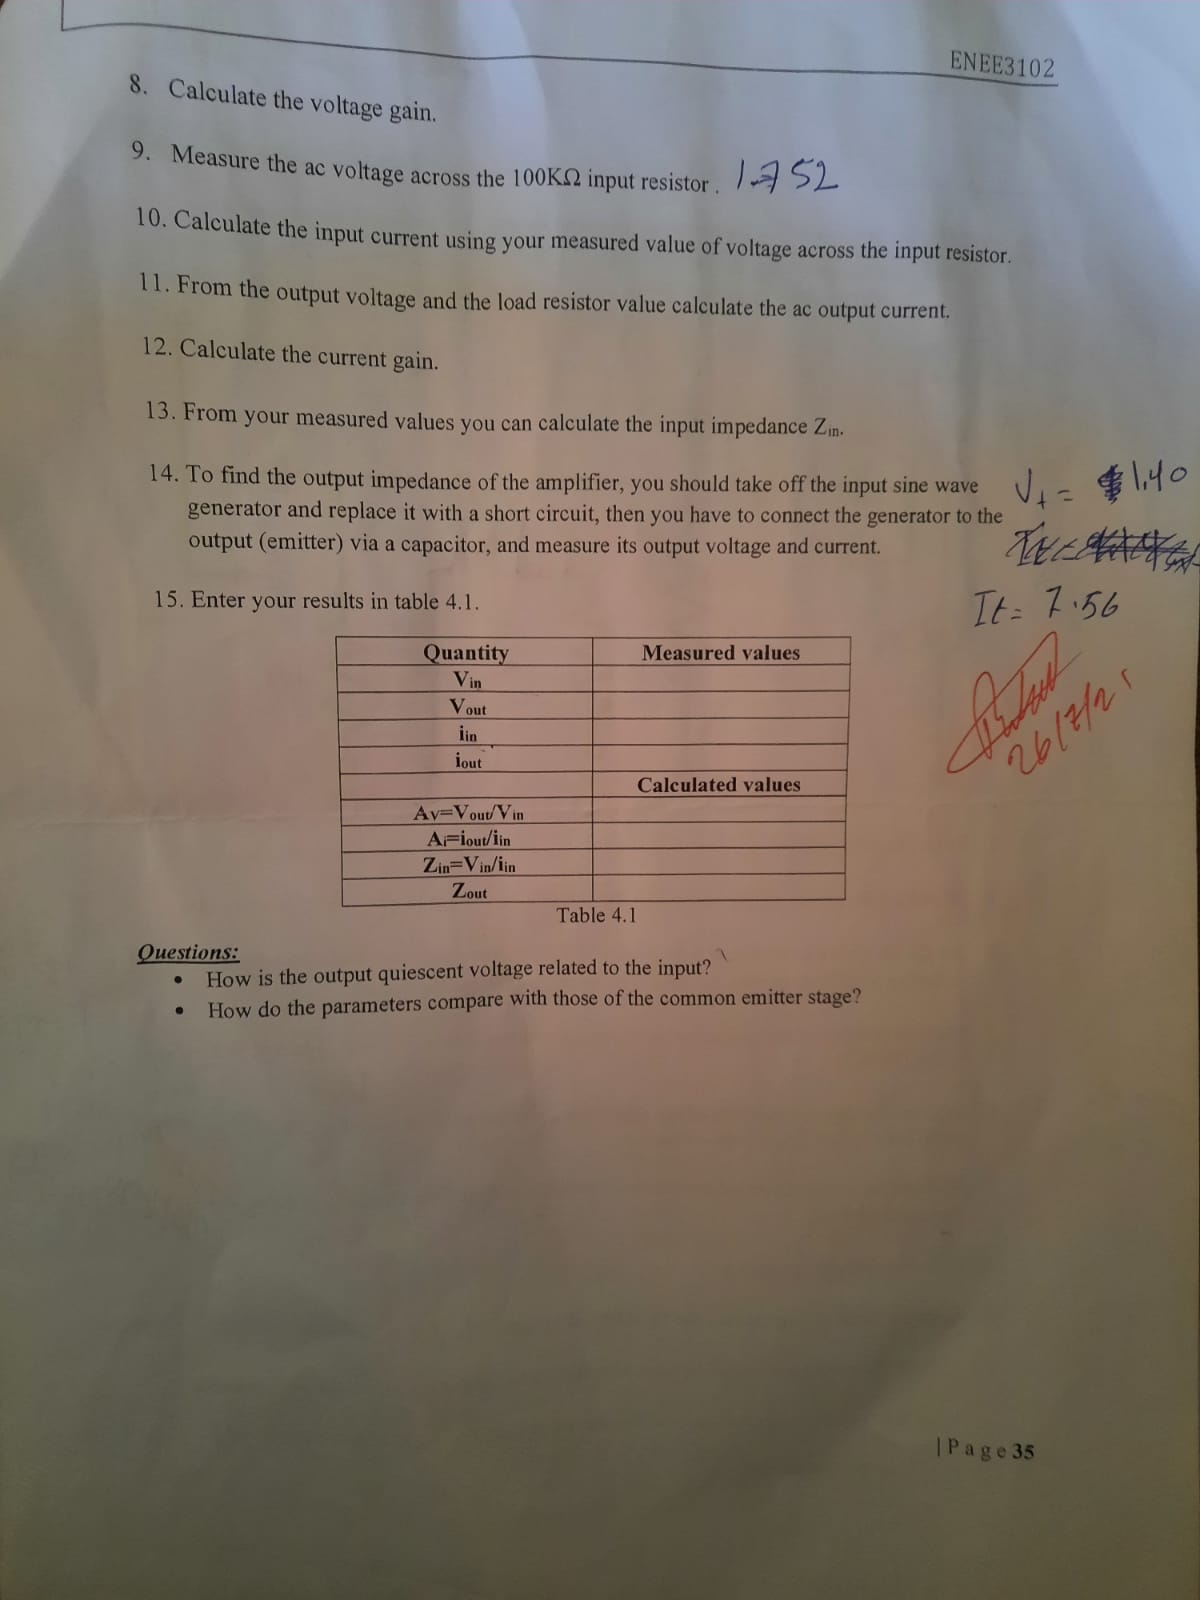 ENEE3102
8. Calculate the voltage gain.
9. Measure the ac voltage across the 100KΩ input resistor. 1.752
10. Calculate the input current using your measured value of voltage across the input resistor.
11. From the output voltage and the load resistor value calculate the ac output current.
12. Calculate the current gain.
13. From your measured values you can calculate the input impedance Zin.
14. To find the output impedance of the amplifier, you should take off the input sine wave
generator and replace it with a short circuit, then you have to connect the generator to the
output (emitter) via a capacitor, and measure its output voltage and current.
Vt = 1.40
It = 7.56
26/7/2
15. Enter your results in table 4.1.
Quantity Measured values
Vin
Vout
iin
iout
Calculated values
Av=Vout/Vin
Ai=iout/iin
Zin=Vin/iin
Zout
Table 4.1
Questions:
• How is the output quiescent voltage related to the input?
• How do the parameters compare with those of the common emitter stage?
| Page 35